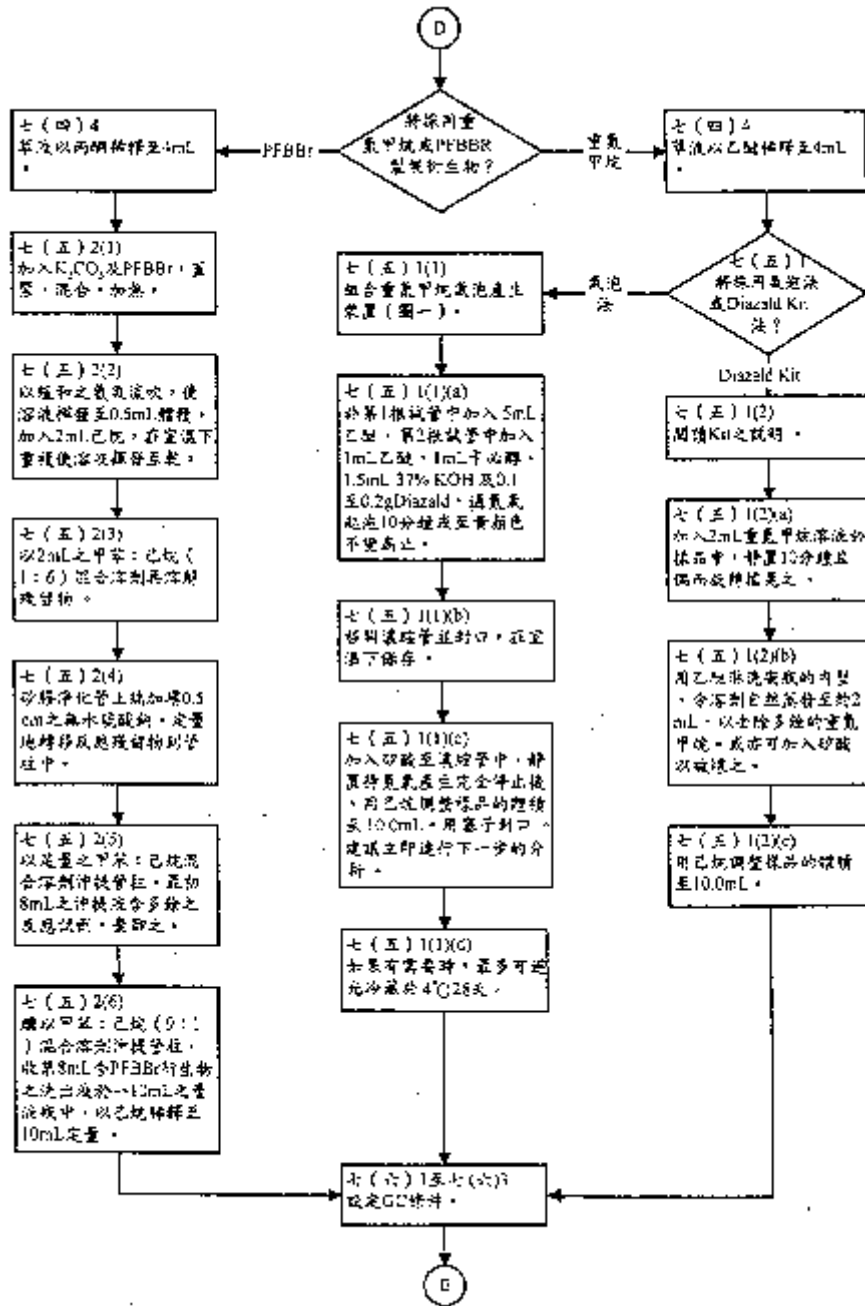 D
將採用重
氮甲烷或PFBBR
製備衍生物？
PFBBr
重氮
甲烷
七（四）4
萃液以丙酮稀釋至4mL
。
七（五）2(1)
加入K2CO3及PFBBr，蓋
緊，混合，加熱。
七（五）2(2)
以緩和之氮氣流吹，使
溶液揮發至0.5mL體積，
加入2mL己烷，在室溫下
重複使溶液揮發至乾。
七（五）2(3)
以2mL之甲苯：己烷（
1：6）混合溶劑再溶解
殘留物。
七（五）2(4)
矽膠淨化管上端加填0.5
cm之無水硫酸鈉，定量
地轉移反應殘留物到管
柱中。
七（五）2(5)
以足量之甲苯：己烷混
合溶劑沖提管柱，最初
8mL之沖提液含多餘之
反應試劑，棄卻之。
七（五）2(6)
續以甲苯：己烷（9：1
）混合溶劑沖提管柱，
收第8mL含PFBBr衍生物
之洗出液於一10mL之量
液瓶中，以己烷稀釋至
10mL定量。
七（五）1(1)
組合重氮甲烷氣泡產生
裝置（圖一）。
七（五）1(1)(a)
於第1根試管中加入 5mL
乙醚，第2根試管中加入
1mL乙醚，1mL卡必醇，
1.5mL 37% KOH 及0.1
至0.2gDiazald，通氮氣
起泡10分鐘或至黃顏色
不變為止。
七（五）1(1)(b)
移開濃縮管並封口，在室
溫下保存。
七（五）1(1)(c)
加入矽酸至濃縮管中，靜
置待氮氣產生完全停止後
，用己烷調整樣品的體積
至10.0mL，用塞子封口。
建議立即進行下一步的分
析。
七（五）1(1)(d)
如果有需要時，最多可避
光冷藏於 4℃ 28天。
七（四）4
萃液以乙醚稀釋至4mL
。
七（五）1
將採用氣泡法
或Diazald Kit
法？
氣泡
法
Diazald Kit
七（五）1(2)
閱讀Kit之說明。
七（五）1(2)(a)
加入2mL重氮甲烷溶液於
樣品中，靜置10分鐘並
偶而旋轉搖晃之。
七（五）1(2)(b)
用乙醚淋洗安瓶的內壁
，令溶劑自然蒸發至約2
mL，以去除多餘的重氮
甲烷。或亦可加入矽酸
以破壞之。
七（五）1(2)(c)
用己烷調整樣品的體積
至10.0mL。
七（六）1至七(六)3
設定GC條件。
E